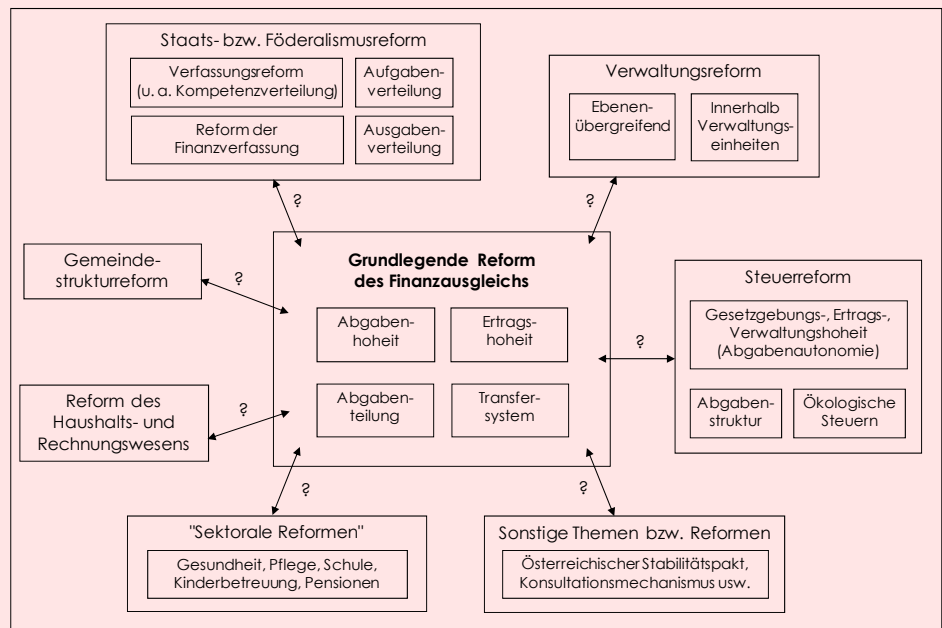 Staats- bzw. Föderalismusreform
Verfassungsreform
(u. a. Kompetenzverteilung)
Aufgaben-
verteilung
Reform der
Finanzverfassung
Ausgaben-
verteilung
Verwaltungsreform
Ebenen-
übergreifend
Innerhalb
Verwaltungs-
einheiten
?
?
Gemeinde-
strukturreform
?
Grundlegende Reform
des Finanzausgleichs
Abgaben-
hoheit
Ertrags-
hoheit
Abgaben-
teilung
Transfer-
system
?
Steuerreform
Gesetzgebungs-, Ertrags-,
Verwaltungshoheit
(Abgabenautonomie)
Abgaben-
struktur
Ökologische
Steuern
Reform des
Haushalts- und
Rechnungswesens
?
?
?
"Sektorale Reformen"
Gesundheit, Pflege, Schule,
Kinderbetreuung, Pensionen
Sonstige Themen bzw. Reformen
Österreichischer Stabilitätspakt,
Konsultationsmechanismus usw.